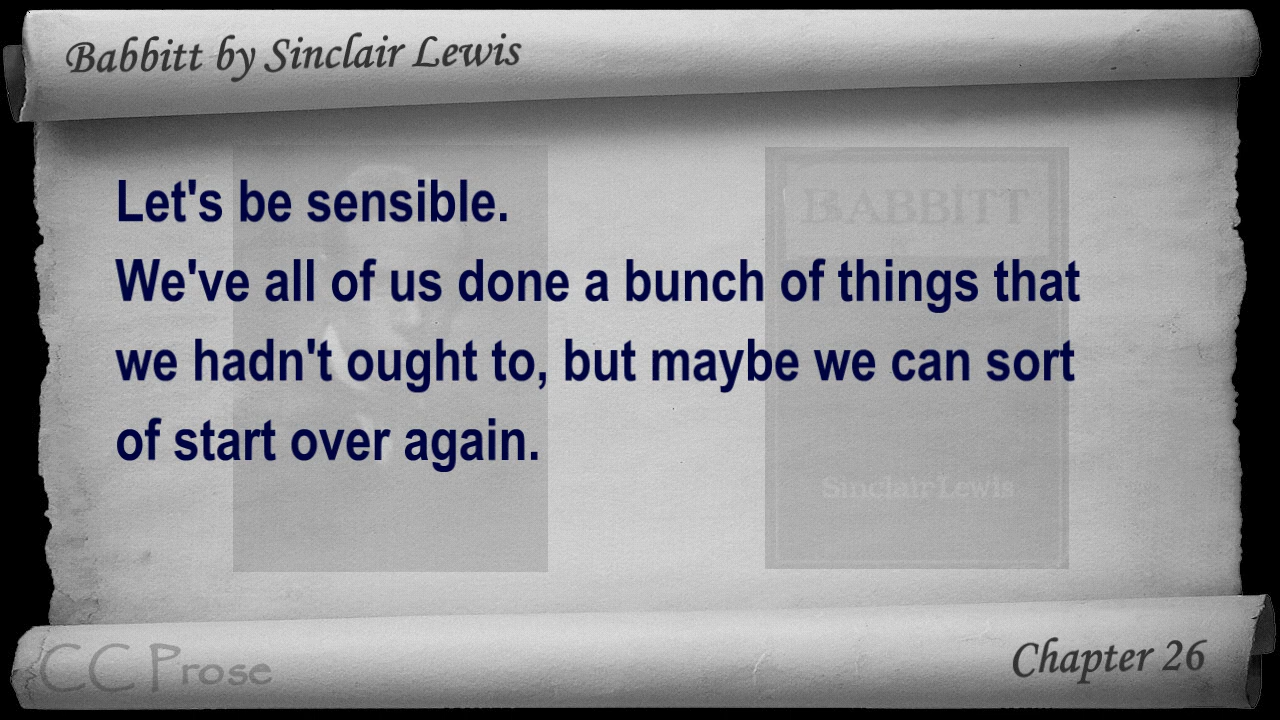 Babbitt by Sinclair Lewis
BABBITT
Let's be sensible.
We've all of us done a bunch of things that
we hadn't ought to, but maybe we can sort
of start over again.
Sinclair Lewis
CC Prose
Chapter 26